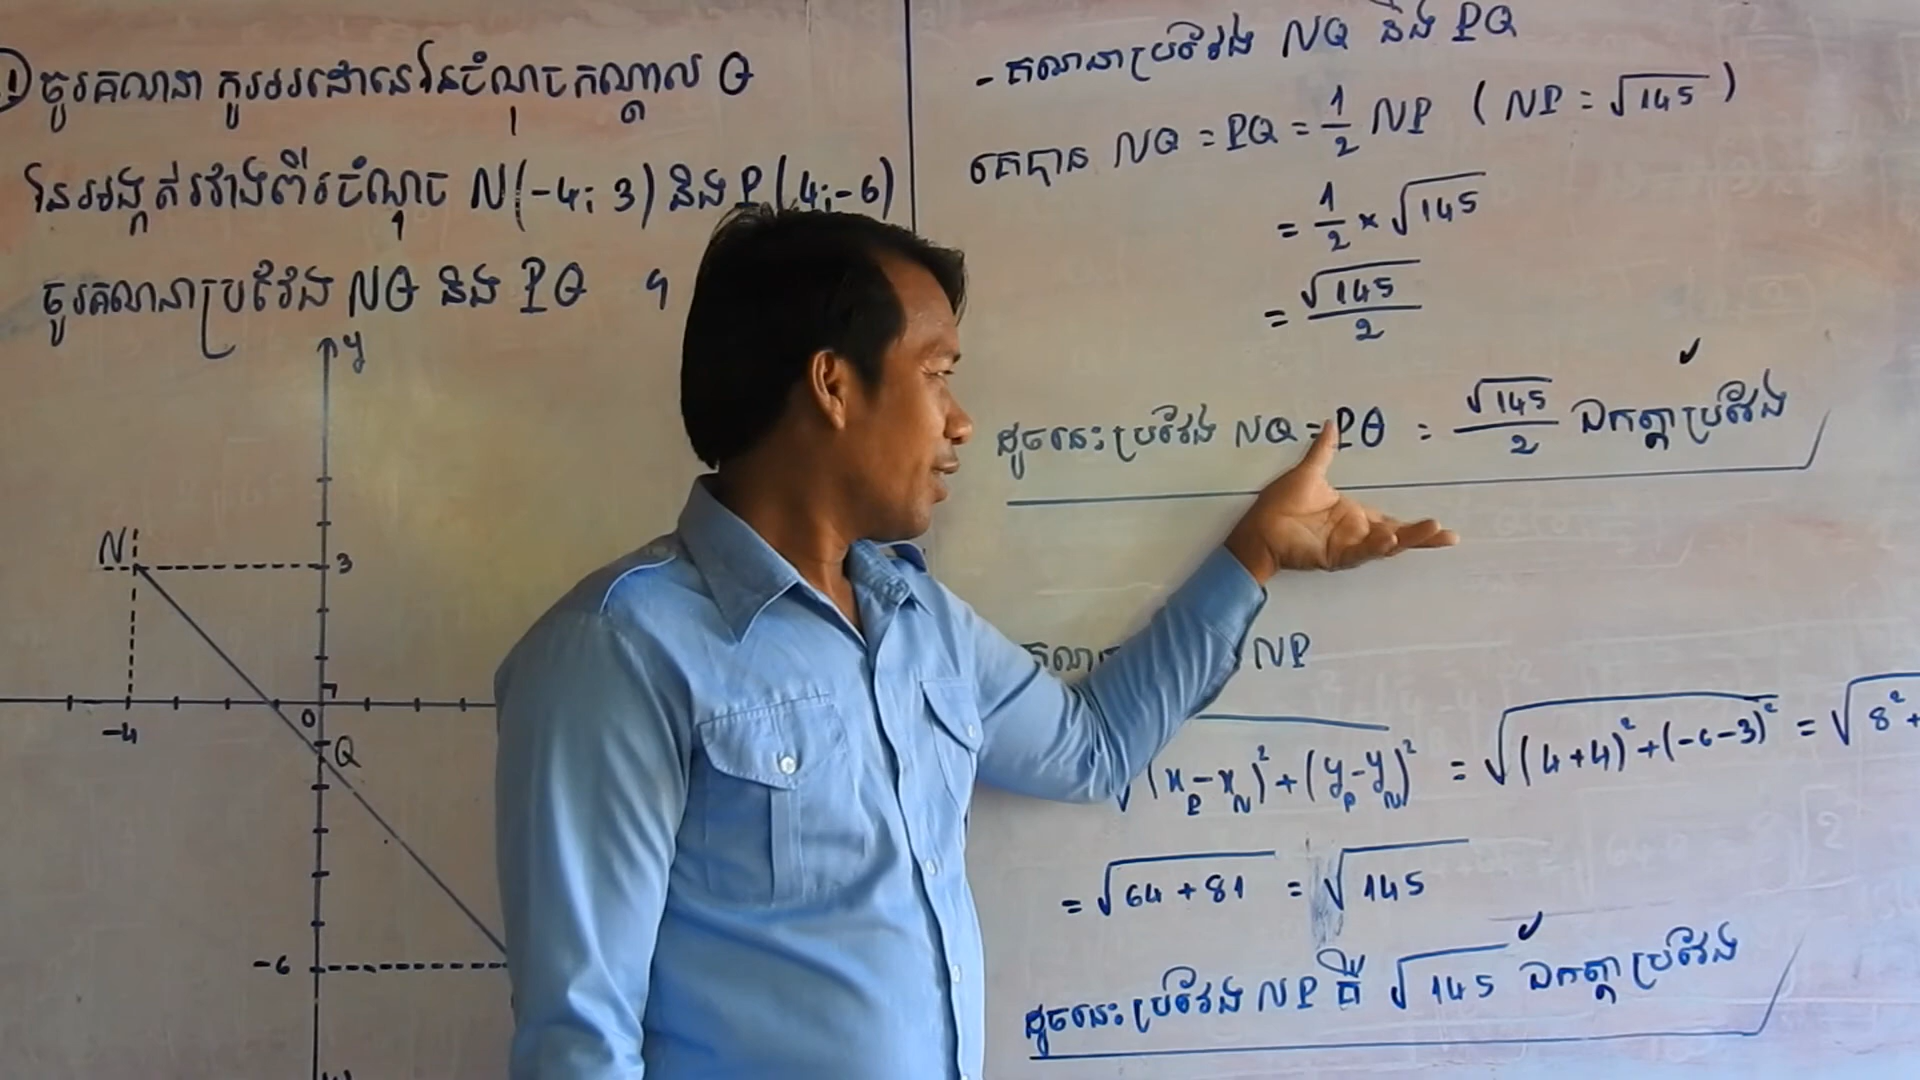 1) ចូរគណនា កូអរដោនេនៃចំណុចកណ្តាល Q
នៃអង្កត់រវាងពីរចំណុច N(-4; 3) និង P(4;-6)
ចូរគណនាប្រវែង NQ និង PQ ។
y
N
3
-4
0
Q
-6
- គណនាប្រវែង NQ និង PQ
គេបាន NQ = PQ = 1/2 NP ( NP = √145 )
= 1/2 × √145
= √145/2
ដូចនេះប្រវែង NQ = PQ = √145/2 ឯកត្តាប្រវែង
NP
√(x_P - x_N)² + (y_P - y_N)² = √(4+4)² + (-6-3)² = √8² +
= √64 + 81 = √145
ដូចនេះប្រវែង NP គឺ √145 ឯកត្តាប្រវែង